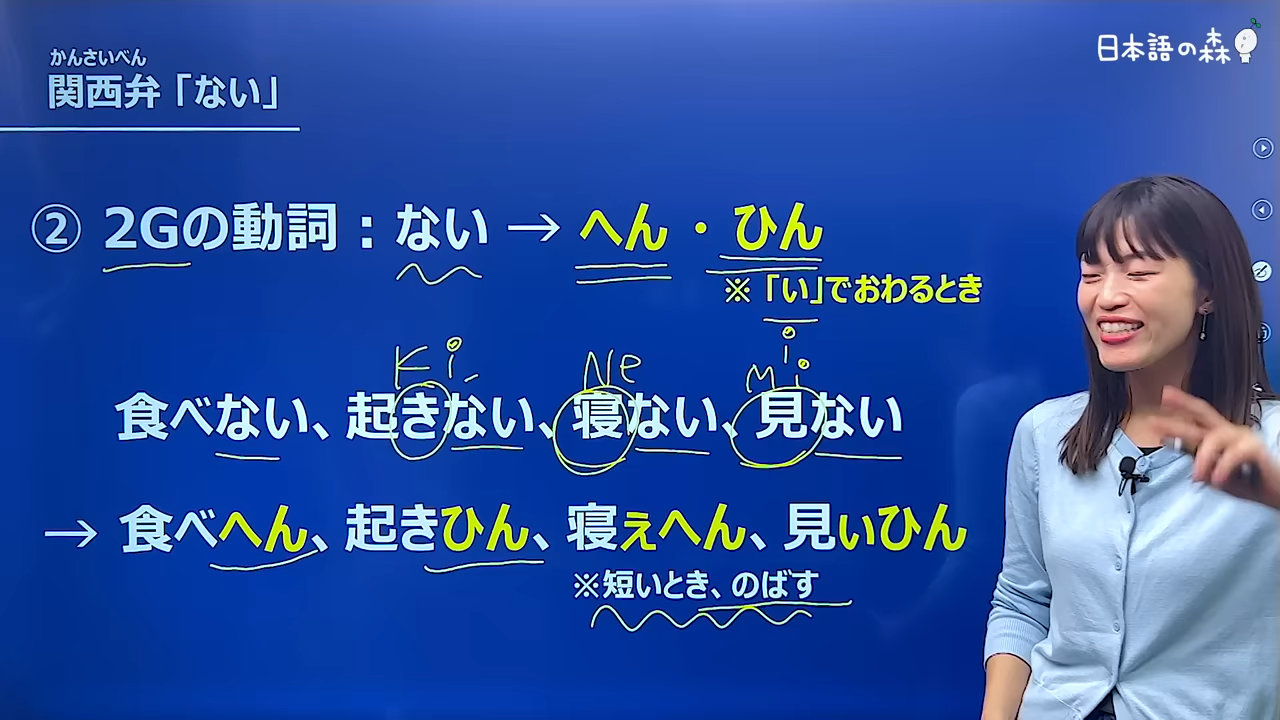 かんさいべん
関西弁「ない」
日本語の森
② 2Gの動詞：ない → へん・ひん
※「い」でおわるとき
i
Ki Ne Mi
食べない、起きない、寝ない、見ない
→ 食べへん、起きひん、寝ぇへん、見ぃひん
※短いとき、のばす